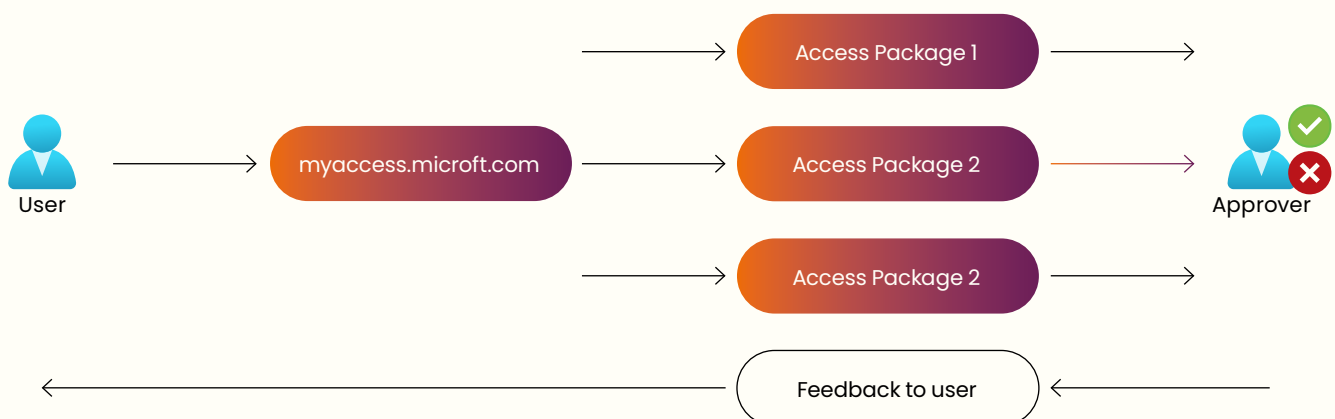 Access Package 1
User
myaccess.microft.com
Access Package 2
Approver
Access Package 2
Feedback to user